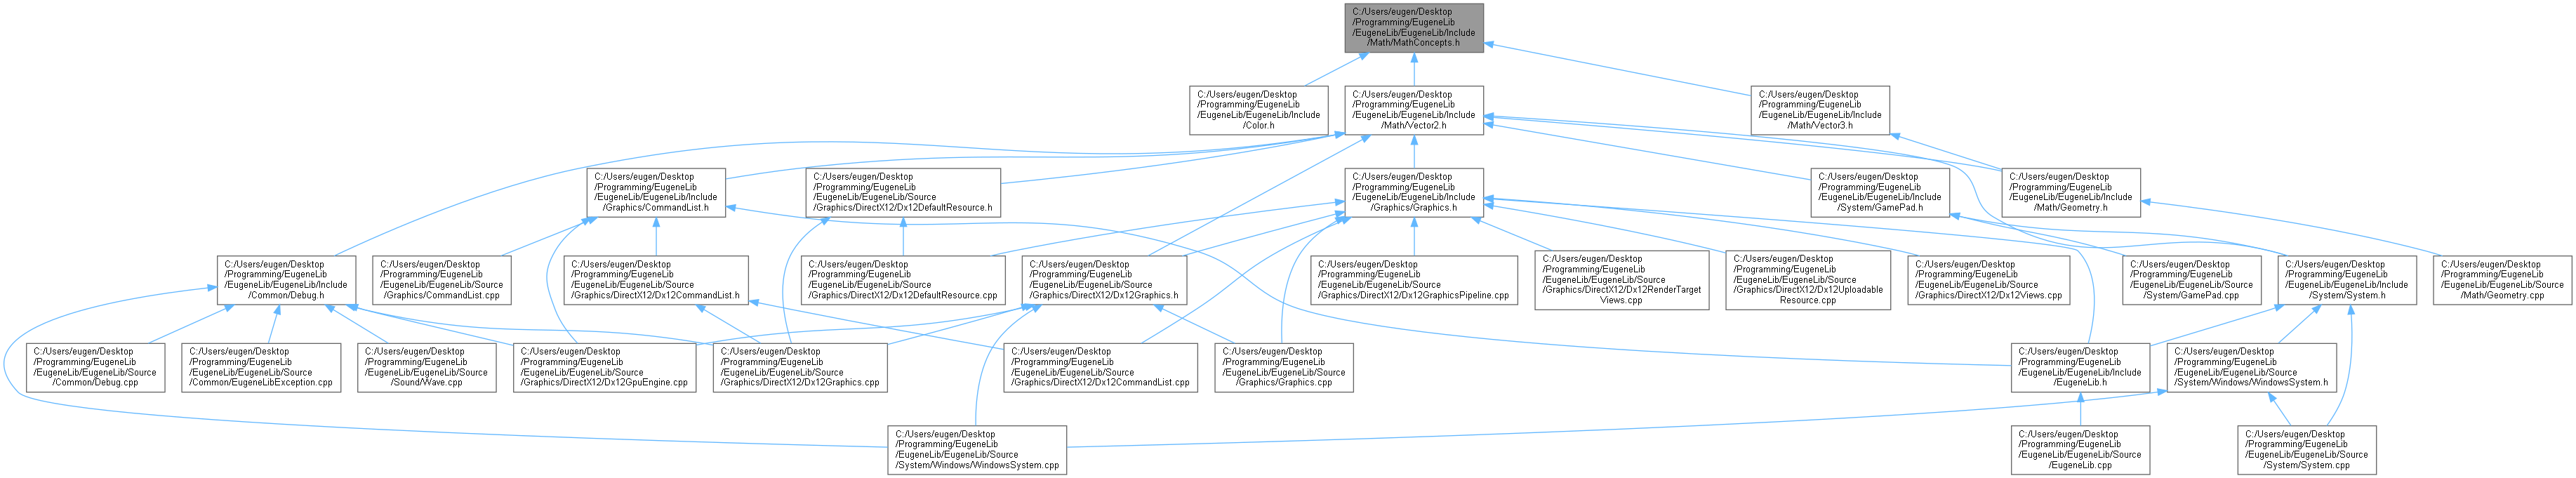 C:/Users/eugen/Desktop
/Programming/EugeneLib
/EugeneLib/EugeneLib/Include
/Math/MathConcepts.h
C:/Users/eugen/Desktop
/Programming/EugeneLib
/EugeneLib/EugeneLib/Include
/Color.h
C:/Users/eugen/Desktop
/Programming/EugeneLib
/EugeneLib/EugeneLib/Include
/Math/Vector2.h
C:/Users/eugen/Desktop
/Programming/EugeneLib
/EugeneLib/EugeneLib/Include
/Math/Vector3.h
C:/Users/eugen/Desktop
/Programming/EugeneLib
/EugeneLib/EugeneLib/Include
/Graphics/CommandList.h
C:/Users/eugen/Desktop
/Programming/EugeneLib
/EugeneLib/EugeneLib/Source
/Graphics/DirectX12/Dx12DefaultResource.h
C:/Users/eugen/Desktop
/Programming/EugeneLib
/EugeneLib/EugeneLib/Include
/Graphics/Graphics.h
C:/Users/eugen/Desktop
/Programming/EugeneLib
/EugeneLib/EugeneLib/Include
/System/GamePad.h
C:/Users/eugen/Desktop
/Programming/EugeneLib
/EugeneLib/EugeneLib/Include
/Math/Geometry.h
C:/Users/eugen/Desktop
/Programming/EugeneLib
/EugeneLib/EugeneLib/Include
/Common/Debug.h
C:/Users/eugen/Desktop
/Programming/EugeneLib
/EugeneLib/EugeneLib/Source
/Graphics/CommandList.cpp
C:/Users/eugen/Desktop
/Programming/EugeneLib
/EugeneLib/EugeneLib/Source
/Graphics/DirectX12/Dx12CommandList.h
C:/Users/eugen/Desktop
/Programming/EugeneLib
/EugeneLib/EugeneLib/Source
/Graphics/DirectX12/Dx12DefaultResource.cpp
C:/Users/eugen/Desktop
/Programming/EugeneLib
/EugeneLib/EugeneLib/Source
/Graphics/DirectX12/Dx12Graphics.h
C:/Users/eugen/Desktop
/Programming/EugeneLib
/EugeneLib/EugeneLib/Source
/Graphics/DirectX12/Dx12GraphicsPipeline.cpp
C:/Users/eugen/Desktop
/Programming/EugeneLib
/EugeneLib/EugeneLib/Source
/Graphics/DirectX12/Dx12RenderTarget
Views.cpp
C:/Users/eugen/Desktop
/Programming/EugeneLib
/EugeneLib/EugeneLib/Source
/Graphics/DirectX12/Dx12Uploadable
Resource.cpp
C:/Users/eugen/Desktop
/Programming/EugeneLib
/EugeneLib/EugeneLib/Source
/Graphics/DirectX12/Dx12Views.cpp
C:/Users/eugen/Desktop
/Programming/EugeneLib
/EugeneLib/EugeneLib/Source
/System/GamePad.cpp
C:/Users/eugen/Desktop
/Programming/EugeneLib
/EugeneLib/EugeneLib/Include
/System/System.h
C:/Users/eugen/Desktop
/Programming/EugeneLib
/EugeneLib/EugeneLib/Source
/Math/Geometry.cpp
C:/Users/eugen/Desktop
/Programming/EugeneLib
/EugeneLib/EugeneLib/Source
/Common/Debug.cpp
C:/Users/eugen/Desktop
/Programming/EugeneLib
/EugeneLib/EugeneLib/Source
/Common/EugeneLibException.cpp
C:/Users/eugen/Desktop
/Programming/EugeneLib
/EugeneLib/EugeneLib/Source
/Sound/Wave.cpp
C:/Users/eugen/Desktop
/Programming/EugeneLib
/EugeneLib/EugeneLib/Source
/Graphics/DirectX12/Dx12GpuEngine.cpp
C:/Users/eugen/Desktop
/Programming/EugeneLib
/EugeneLib/EugeneLib/Source
/Graphics/DirectX12/Dx12Graphics.cpp
C:/Users/eugen/Desktop
/Programming/EugeneLib
/EugeneLib/EugeneLib/Source
/Graphics/DirectX12/Dx12CommandList.cpp
C:/Users/eugen/Desktop
/Programming/EugeneLib
/EugeneLib/EugeneLib/Source
/Graphics/Graphics.cpp
C:/Users/eugen/Desktop
/Programming/EugeneLib
/EugeneLib/EugeneLib/Include
/EugeneLib.h
C:/Users/eugen/Desktop
/Programming/EugeneLib
/EugeneLib/EugeneLib/Source
/System/Windows/WindowsSystem.h
C:/Users/eugen/Desktop
/Programming/EugeneLib
/EugeneLib/EugeneLib/Source
/System/Windows/WindowsSystem.cpp
C:/Users/eugen/Desktop
/Programming/EugeneLib
/EugeneLib/EugeneLib/Source
/EugeneLib.cpp
C:/Users/eugen/Desktop
/Programming/EugeneLib
/EugeneLib/EugeneLib/Source
/System/System.cpp